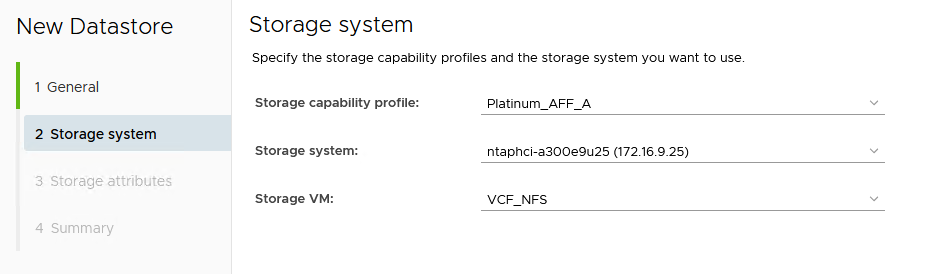 New Datastore
1 General
2 Storage system
3 Storage attributes
4 Summary
Storage system
Specify the storage capability profiles and the storage system you want to use.
Storage capability profile: Platinum_AFF_A
Storage system: ntaphci-a300e9u25 (172.16.9.25)
Storage VM: VCF_NFS